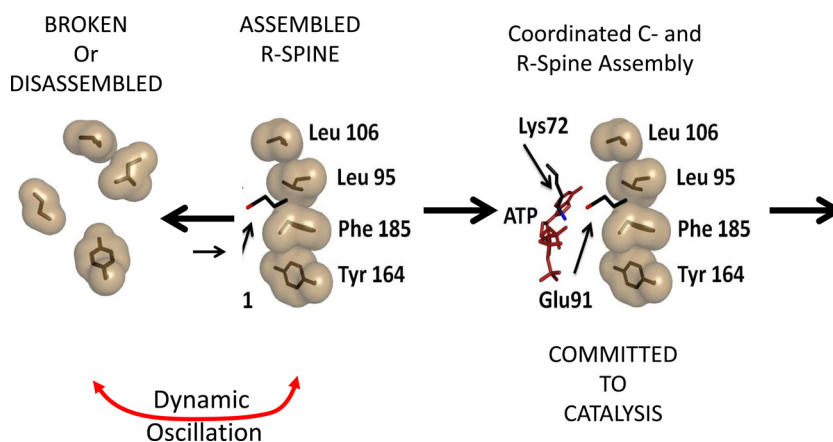 BROKEN
Or
DISASSEMBLED
ASSEMBLED
R-SPINE
Coordinated C- and
R-Spine Assembly
Leu 106
Leu 95
Phe 185
Tyr 164
1
Lys72
ATP
Glu91
Leu 106
Leu 95
Phe 185
Tyr 164
Dynamic
Oscillation
COMMITTED
TO
CATALYSIS